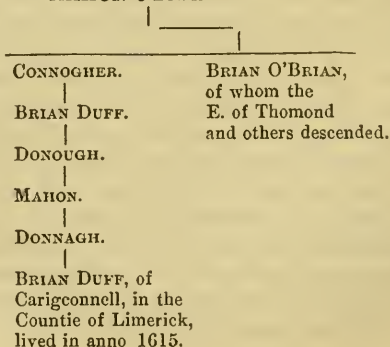 CONNOGHER.
BRIAN DUFF.
DONOUGH.
MAHON.
DONNAGH.
BRIAN DUFF, of
Carigconnell, in the
Countie of Limerick,
lived in anno 1615.
BRIAN O'BRIAN,
of whom the
E. of Thomond
and others descended.